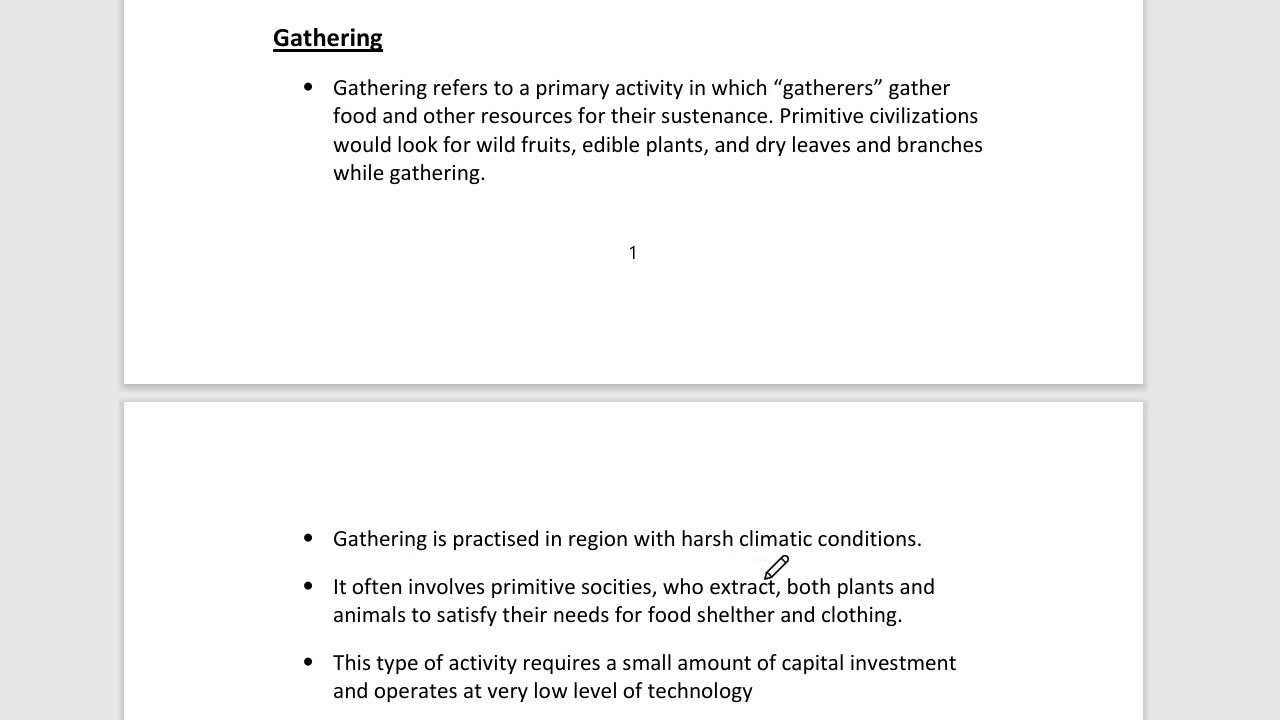 Gathering
• Gathering refers to a primary activity in which “gatherers” gather
food and other resources for their sustenance. Primitive civilizations
would look for wild fruits, edible plants, and dry leaves and branches
while gathering.
1
• Gathering is practised in region with harsh climatic conditions.
• It often involves primitive socities, who extract, both plants and
animals to satisfy their needs for food shelther and clothing.
• This type of activity requires a small amount of capital investment
and operates at very low level of technology